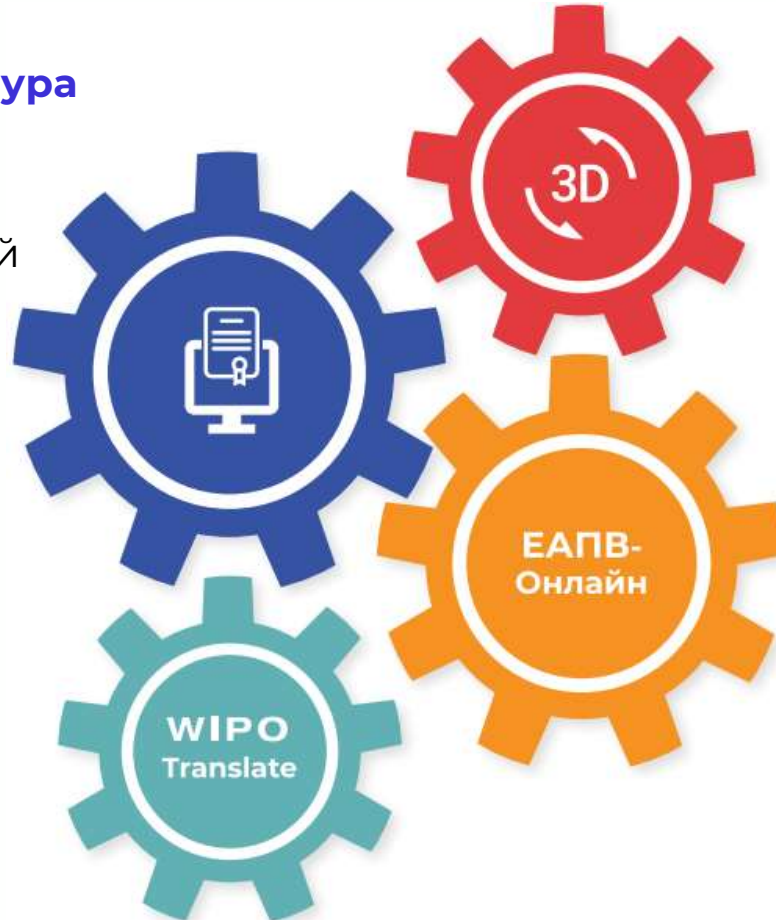 ура
3D
й
ЕАПВ-
Онлайн
WIPO
Translate